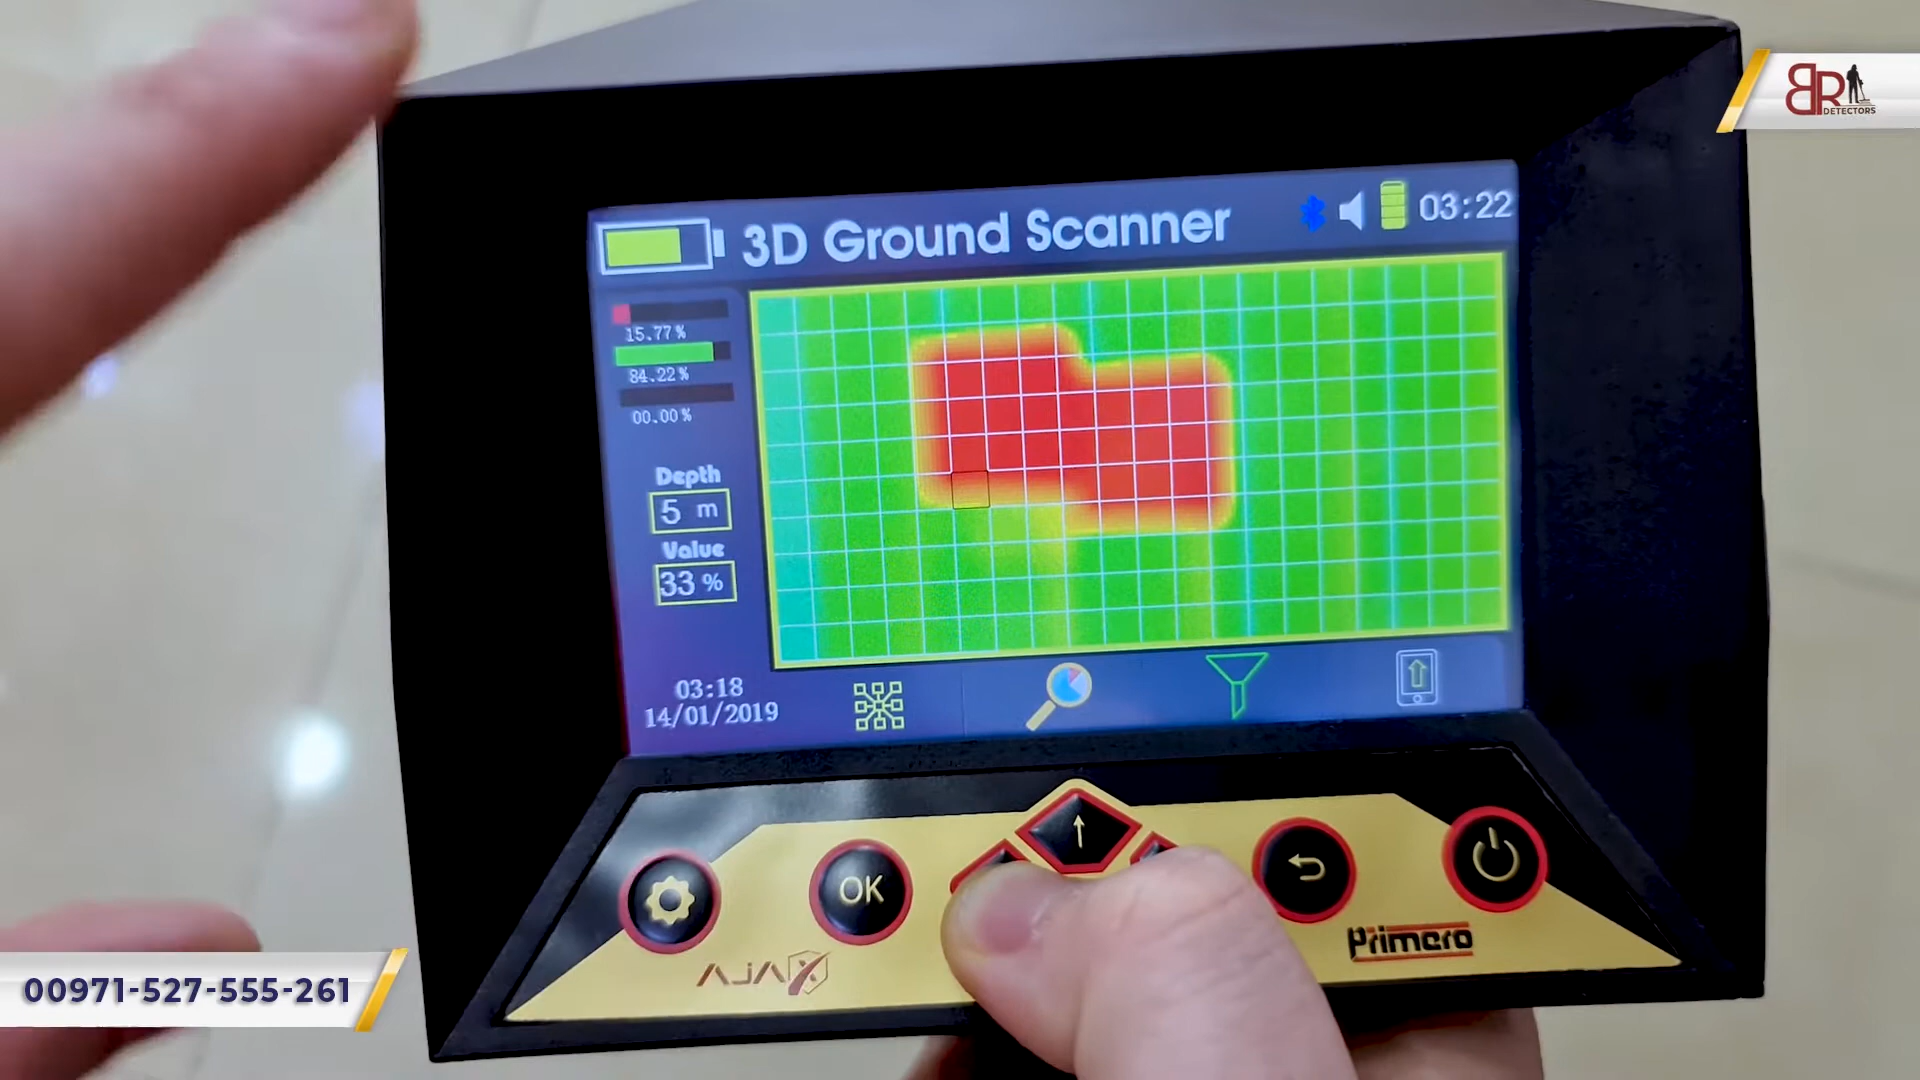 BR
DETECTORS
3D Ground Scanner
03:22
15.77%
84.22%
00.00%
Depth
5 m
Value
33 %
03:18
14/01/2019
OK
AJAX
Primero
00971-527-555-261